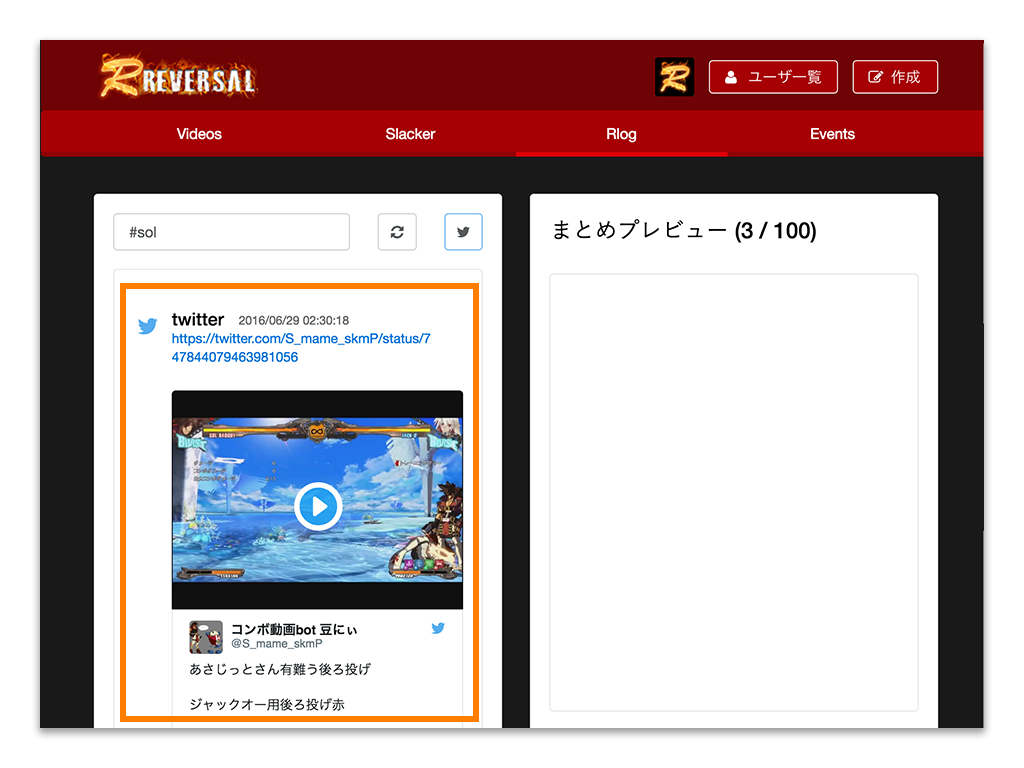 REVERSAL
ユーザ一覧
作成
Videos
Slacker
Rlog
Events
#sol
まとめプレビュー (3 / 100)
twitter 2016/06/29 02:30:18
https://twitter.com/S_mame_skmP/status/7
47844079463981056
SOL BADGUY
JACK O
BURST
BURST
コンボ動画bot 豆にぃ
@S_mame_skmP
あさじっとさん有難う後ろ投げ
ジャックオー用後ろ投げ赤